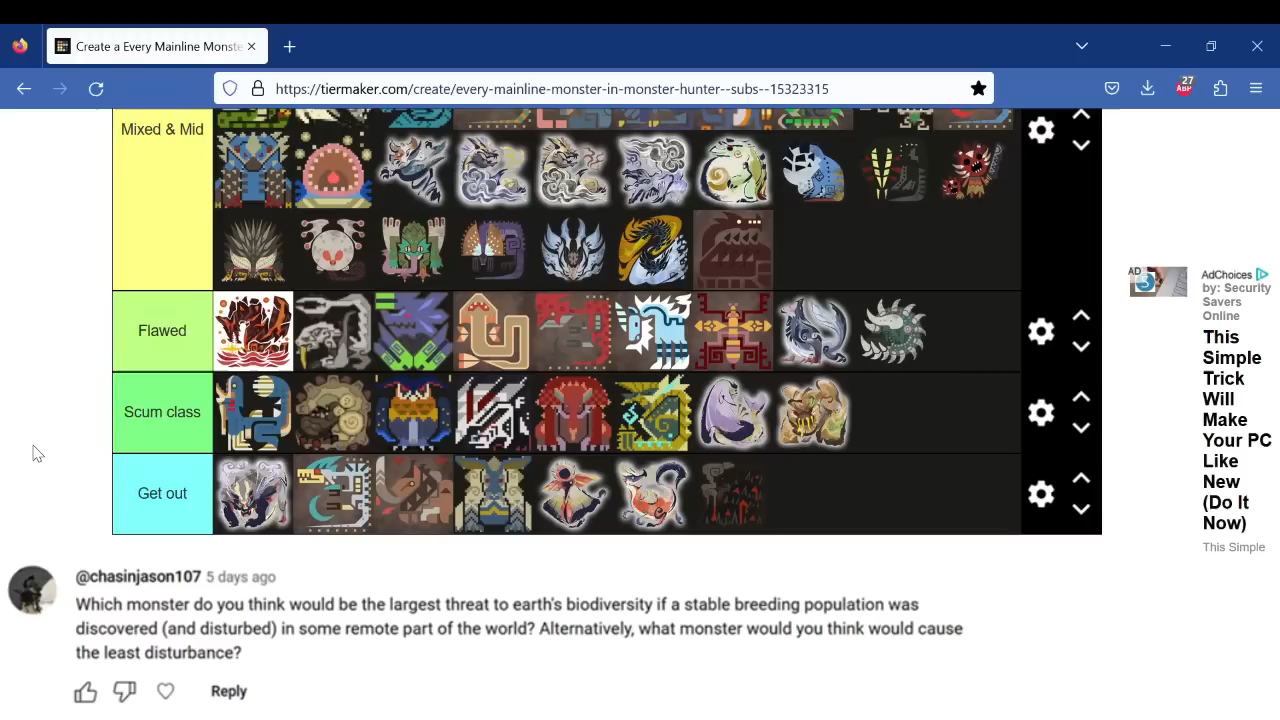 Create a Every Mainline Monste
https://tiermaker.com/create/every-mainline-monster-in-monster-hunter--subs--15323315
27
ABP
Mixed & Mid
Flawed
Scum class
Get out
AD
AdChoices
by: Security
Savers
Online
This
Simple
Trick
Will
Make
Your PC
Like
New
(Do It
Now)
This Simple
@chasinjason107 5 days ago
Which monster do you think would be the largest threat to earth's biodiversity if a stable breeding population was
discovered (and disturbed) in some remote part of the world? Alternatively, what monster would you think would cause
the least disturbance?
Reply